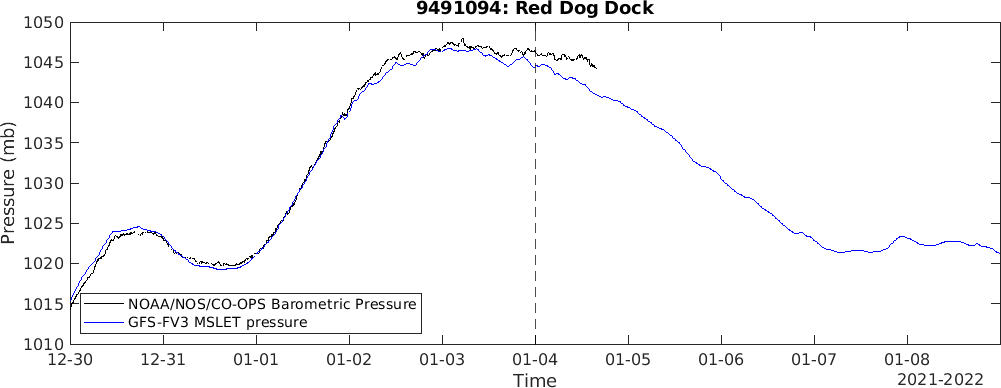 9491094: Red Dog Dock
Pressure (mb)
1050
1045
1040
1035
1030
1025
1020
1015
1010
NOAA/NOS/CO-OPS Barometric Pressure
GFS-FV3 MSLET pressure
12-30 12-31 01-01 01-02 01-03 01-04 01-05 01-06 01-07 01-08
Time
2021-2022